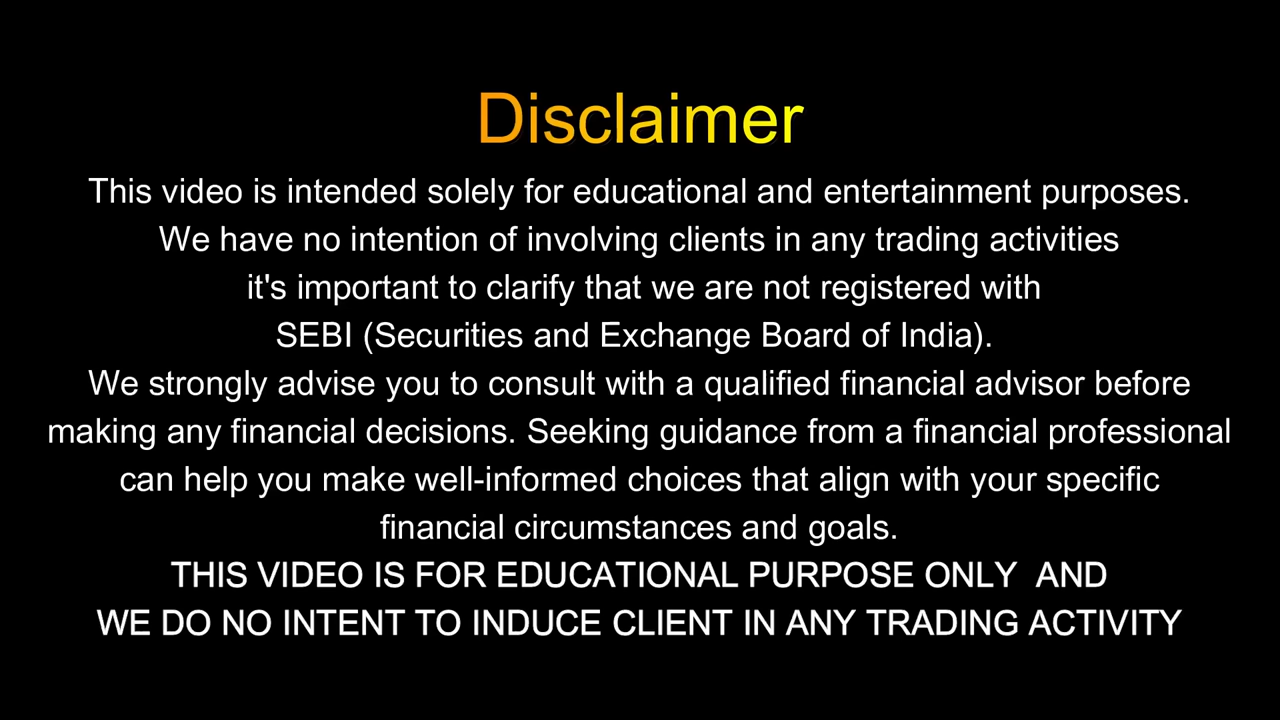 Disclaimer
This video is intended solely for educational and entertainment purposes.
We have no intention of involving clients in any trading activities
it's important to clarify that we are not registered with
SEBI (Securities and Exchange Board of India).
We strongly advise you to consult with a qualified financial advisor before
making any financial decisions. Seeking guidance from a financial professional
can help you make well-informed choices that align with your specific
financial circumstances and goals.
THIS VIDEO IS FOR EDUCATIONAL PURPOSE ONLY  AND
WE DO NO INTENT TO INDUCE CLIENT IN ANY TRADING ACTIVITY